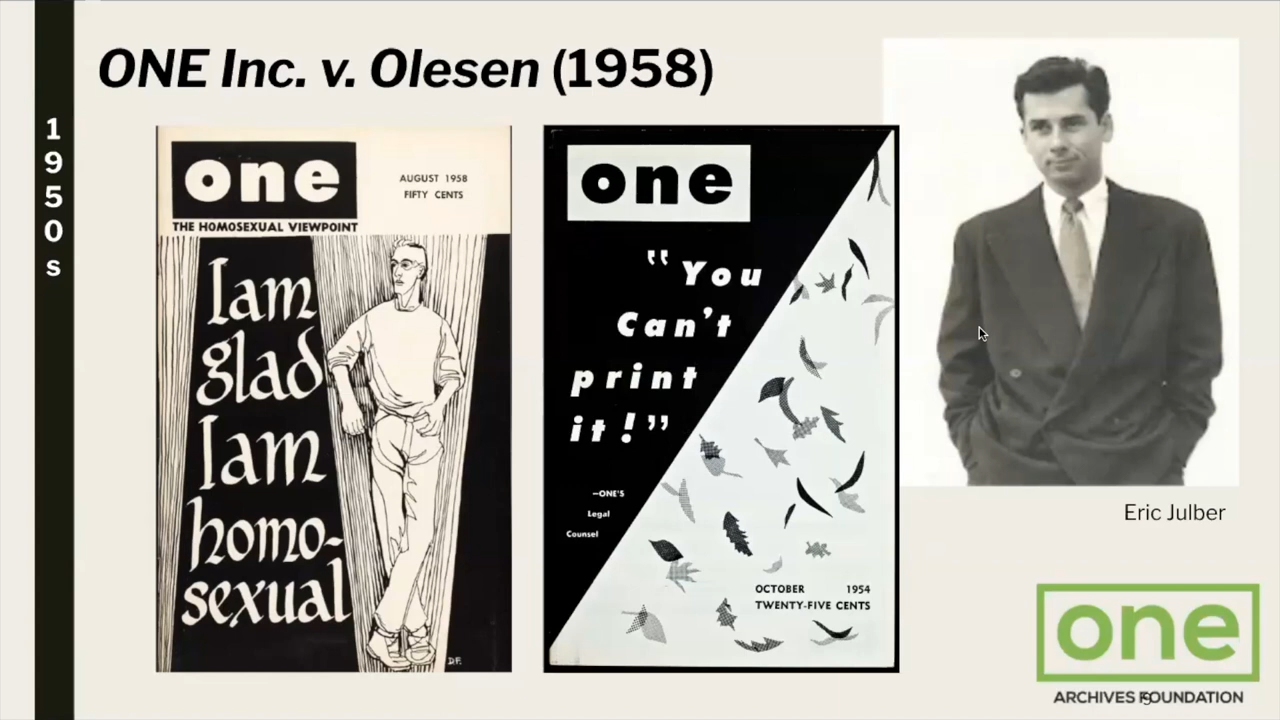 1
9
5
0
s
ONE Inc. v. Olesen (1958)
one
AUGUST 1958
FIFTY CENTS
THE HOMOSEXUAL VIEWPOINT
I am
glad
I am
homo-
sexual
D.F.
one
"You
Can't
print
it!"
—ONE'S
Legal
Counsel
OCTOBER 1954
TWENTY-FIVE CENTS
Eric Julber
one
ARCHIVES FOUNDATION